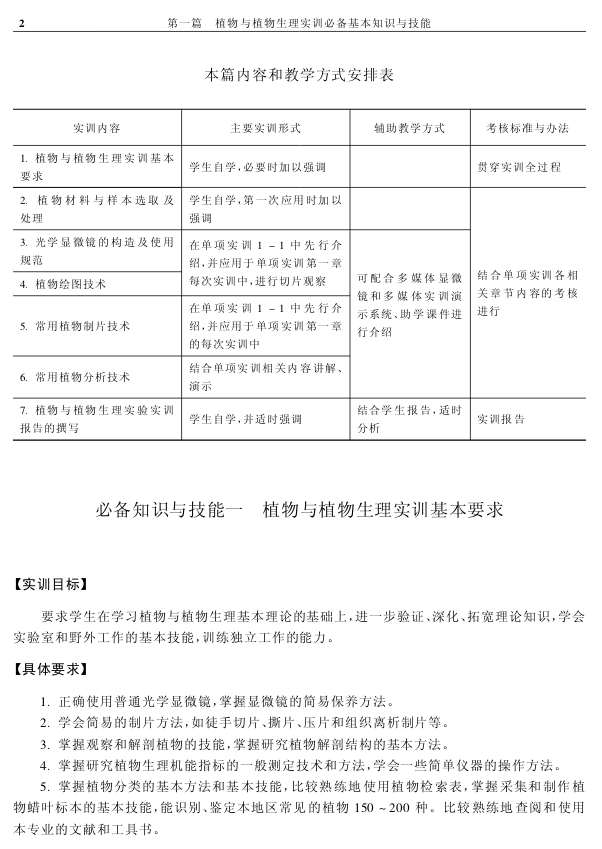 2 第一篇 植物与植物生理实训必备基本知识与技能
本篇内容和教学方式安排表
实训内容 主要实训形式 辅助教学方式 考核标准与办法
1. 植物与植物生理实训基本
要求
学生自学,必要时加以强调
贯穿实训全过程
2. 植物材料与样本选取及
处理
学生自学,第一次应用时加以
强调
3. 光学显微镜的构造及使用
规范
4. 植物绘图技术
在单项实训 1 - 1 中先行介
绍,并应用于单项实训第一章
每次实训中,进行切片观察
5. 常用植物制片技术
在单项实训 1 - 1 中先行介
绍,并应用于单项实训第一章
的每次实训中
6. 常用植物分析技术
结合单项实训相关内容讲解、
演示
可配合多媒体显微
镜和多媒体实训演
示系统、助学课件进
行介绍
结合单项实训各相
关章节内容的考核
进行
7. 植物与植物生理实验实训
报告的撰写
学生自学,并适时强调
结合学生报告,适时
分析
实训报告
必备知识与技能一 植物与植物生理实训基本要求
【实训目标】
要求学生在学习植物与植物生理基本理论的基础上,进一步验证、深化、拓宽理论知识,学会
实验室和野外工作的基本技能,训练独立工作的能力。
【具体要求】
1. 正确使用普通光学显微镜,掌握显微镜的简易保养方法。
2. 学会简易的制片方法,如徒手切片、撕片、压片和组织离析制片等。
3. 掌握观察和解剖植物的技能,掌握研究植物解剖结构的基本方法。
4. 掌握研究植物生理机能指标的一般测定技术和方法,学会一些简单仪器的操作方法。
5. 掌握植物分类的基本方法和基本技能,比较熟练地使用植物检索表,掌握采集和制作植
物蜡叶标本的基本技能,能识别、鉴定本地区常见的植物 150 ~ 200 种。比较熟练地查阅和使用
本专业的文献和工具书。